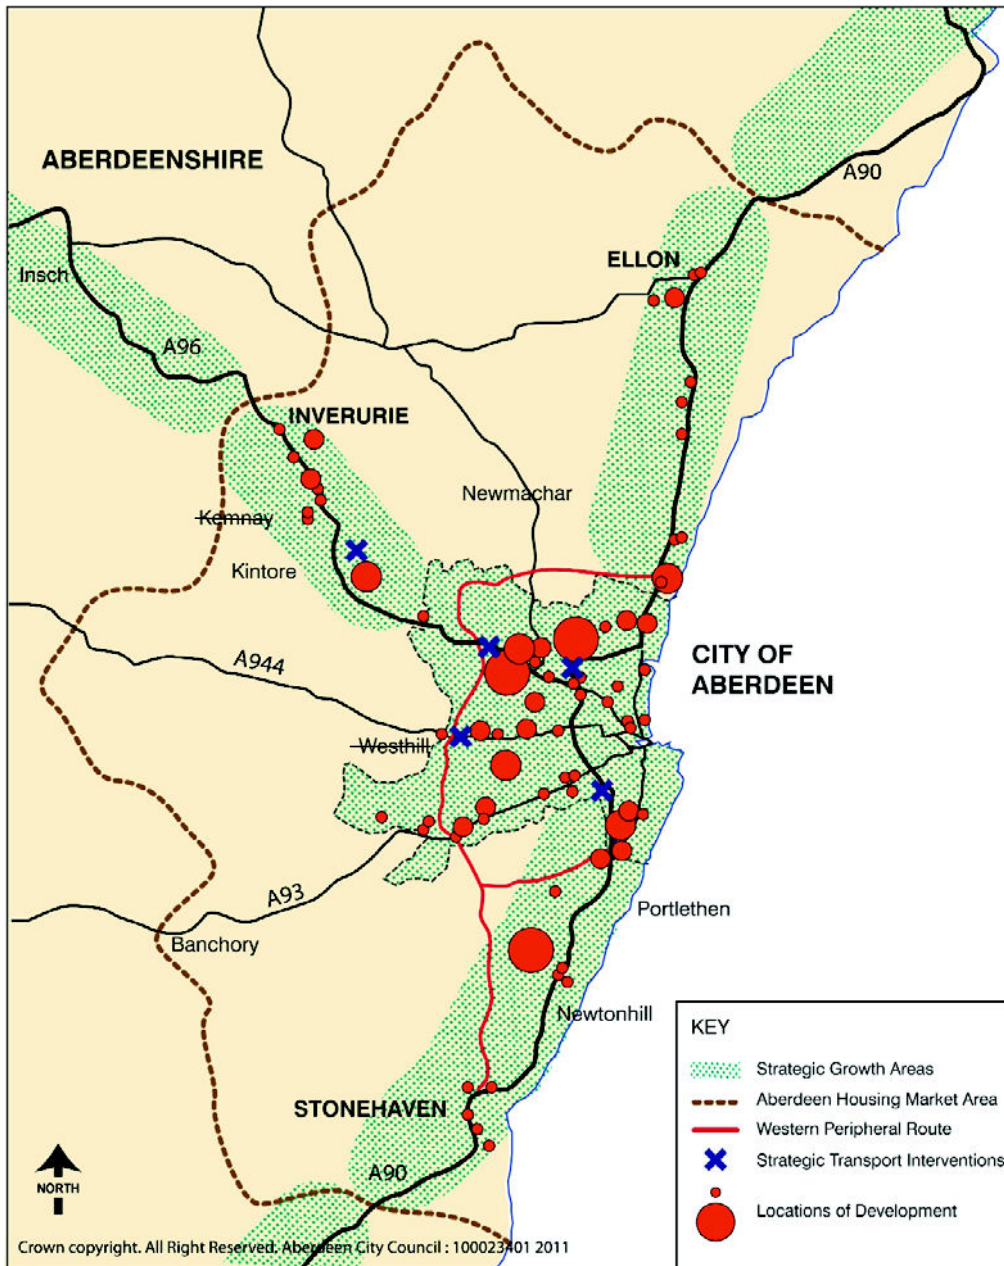 ABERDEENSHIRE
A90
ELLON
Insch
A96
INVERURIE
Newmachar
Kemnay
Kintore
CITY OF
ABERDEEN
A944
Westhill
A93
Portlethen
Banchory
Newtonhill
STONEHAVEN
A90
NORTH
KEY
Strategic Growth Areas
Aberdeen Housing Market Area
Western Peripheral Route
Strategic Transport Interventions
Locations of Development
Crown copyright. All Right Reserved. Aberdeen City Council : 100023401 2011